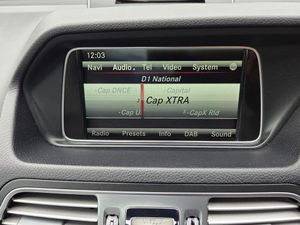 12:03
Navi Audio Tel Video System
D1 National
Cap DNCE Capital
Cap XTRA
Cap U. CapX Rld
Radio Presets Info DAB Sound